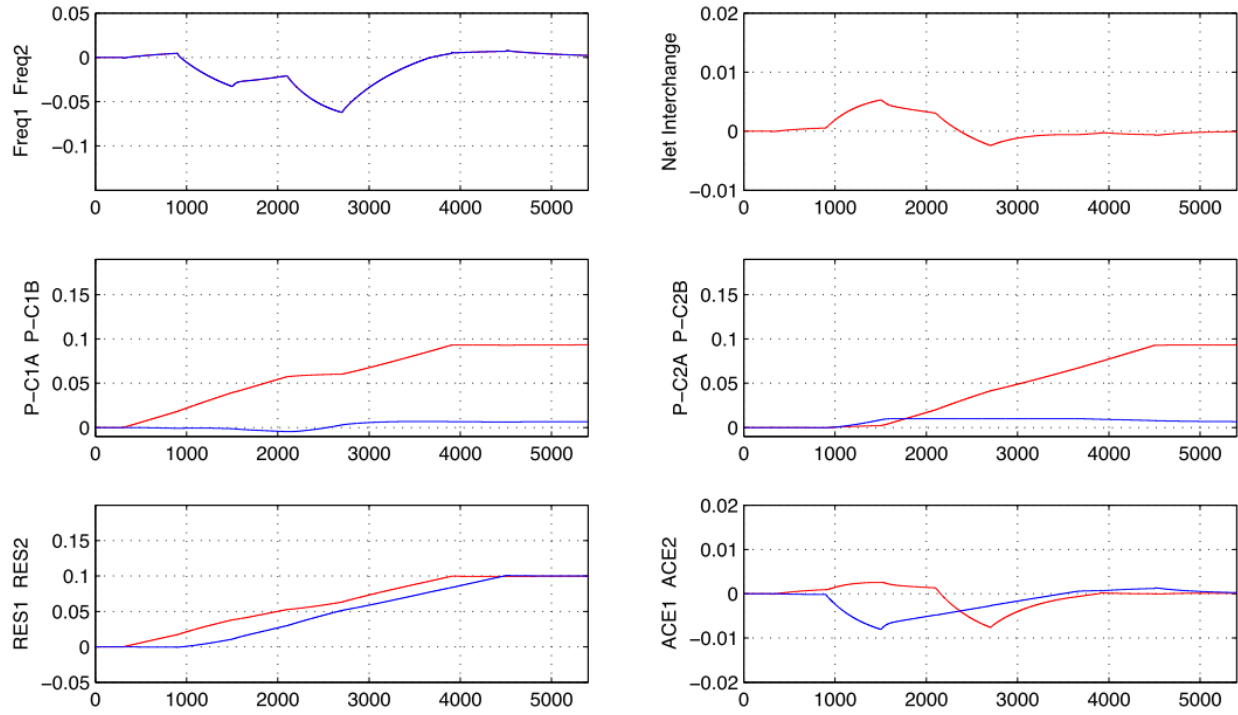 0.05
0
−0.05
−0.1
Freq1 Freq2
0 1000 2000 3000 4000 5000
0.02
0.01
0
−0.01
Net Interchange
0 1000 2000 3000 4000 5000
0.15
0.1
0.05
0
P−C1A P−C1B
0 1000 2000 3000 4000 5000
0.15
0.1
0.05
0
P−C2A P−C2B
0 1000 2000 3000 4000 5000
0.15
0.1
0.05
0
−0.05
RES1 RES2
0 1000 2000 3000 4000 5000
0.02
0.01
0
−0.01
−0.02
ACE1 ACE2
0 1000 2000 3000 4000 5000